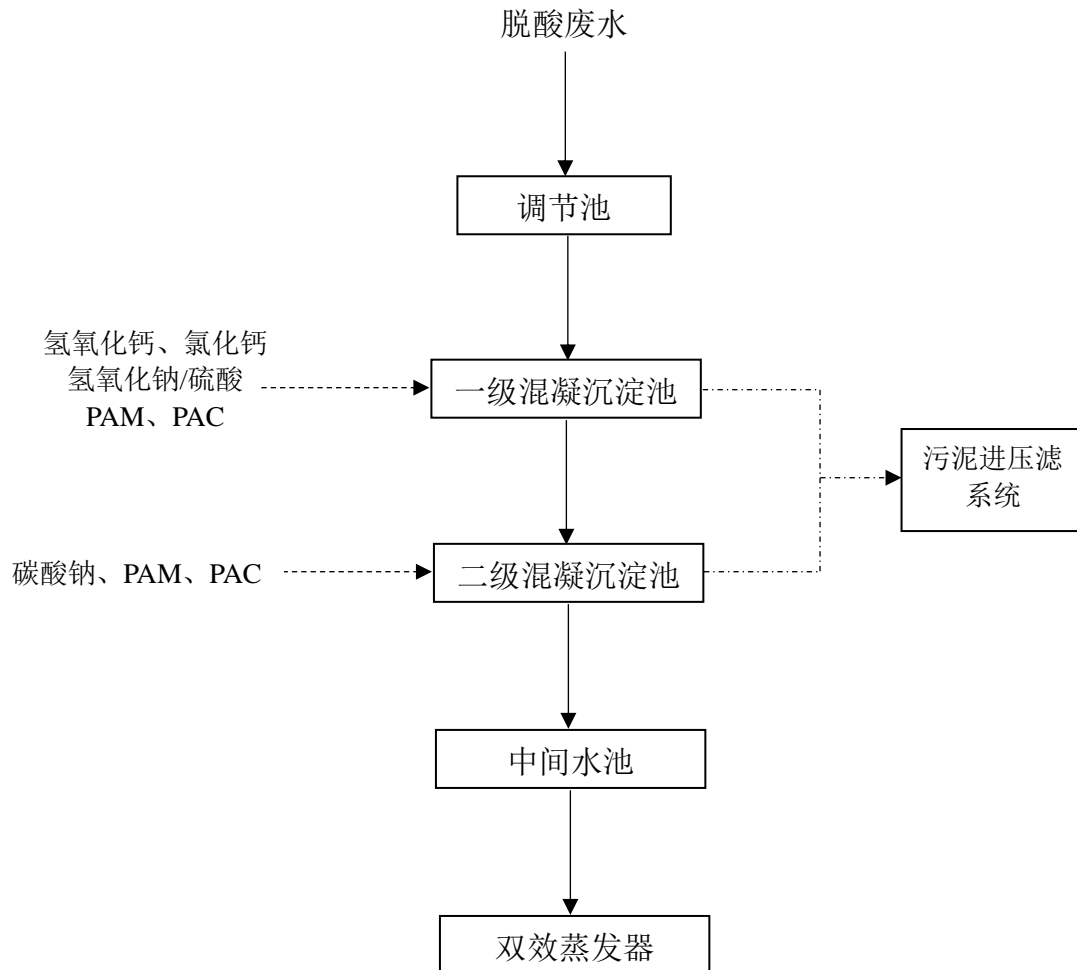 脱酸废水
调节池
氢氧化钙、氯化钙
氢氧化钠/硫酸
PAM、PAC
一级混凝沉淀池
污泥进压滤
系统
碳酸钠、PAM、PAC
二级混凝沉淀池
中间水池
双效蒸发器